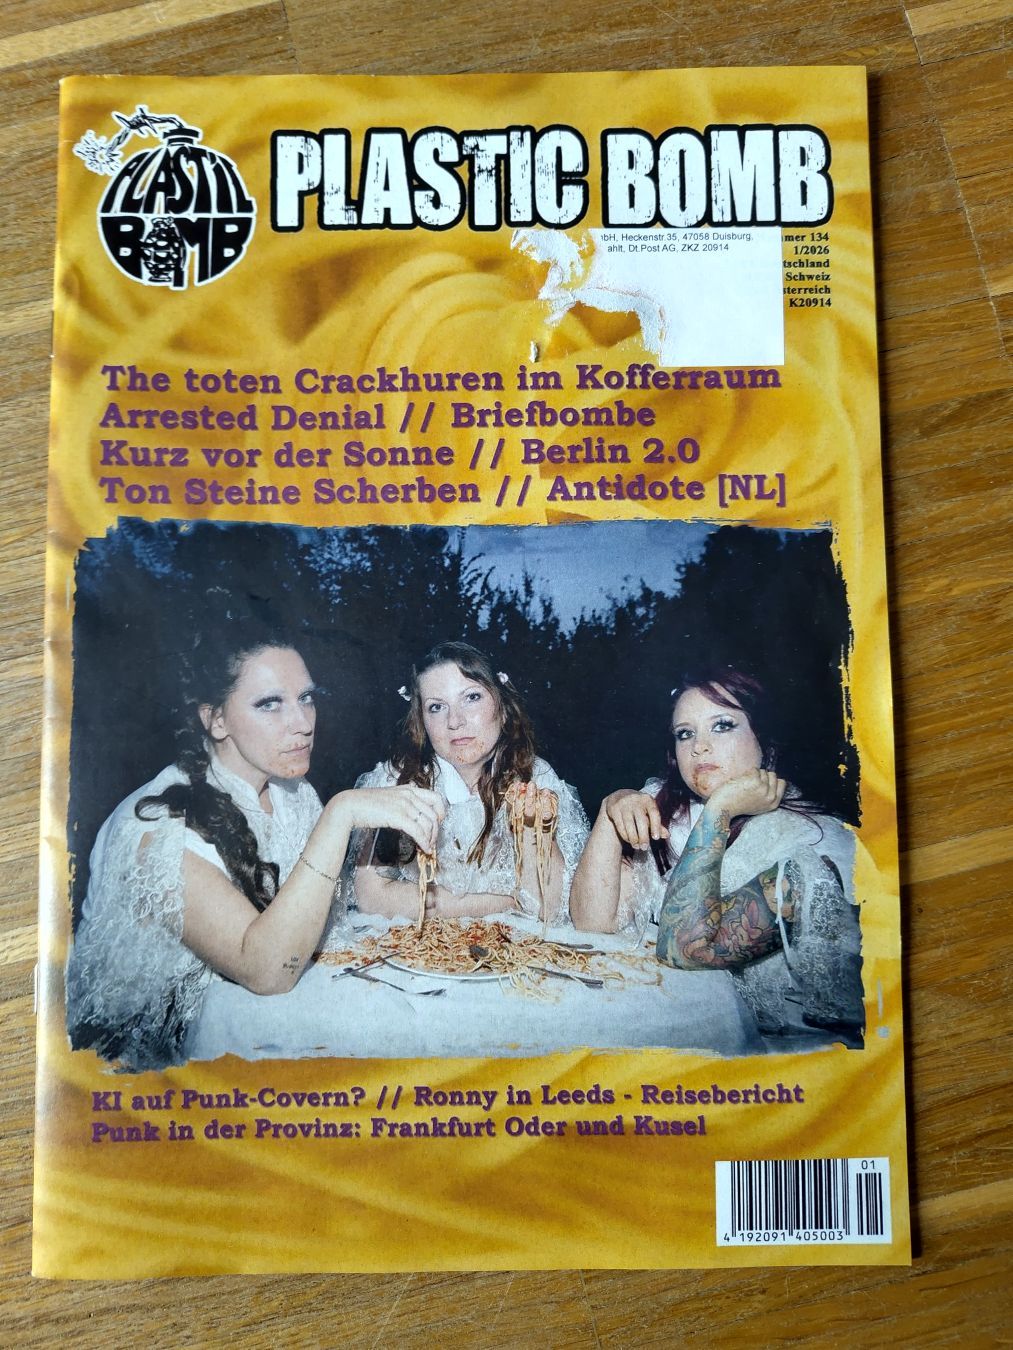 PLASTIC BOMB
PLASTIC BOMB
bH, Heckenstr.35, 47058 Duisburg,
ahlt, Dt.Post AG, ZKZ 20914
mer 134
1/2026
tschland
Schweiz
sterreich
K20914
The toten Crackhuren im Kofferraum
Arrested Denial // Briefbombe
Kurz vor der Sonne // Berlin 2.0
Ton Steine Scherben // Antidote [NL]
KI auf Punk-Covern? // Ronny in Leeds - Reisebericht
Punk in der Provinz: Frankfurt Oder und Kusel
01
4 192091 405003